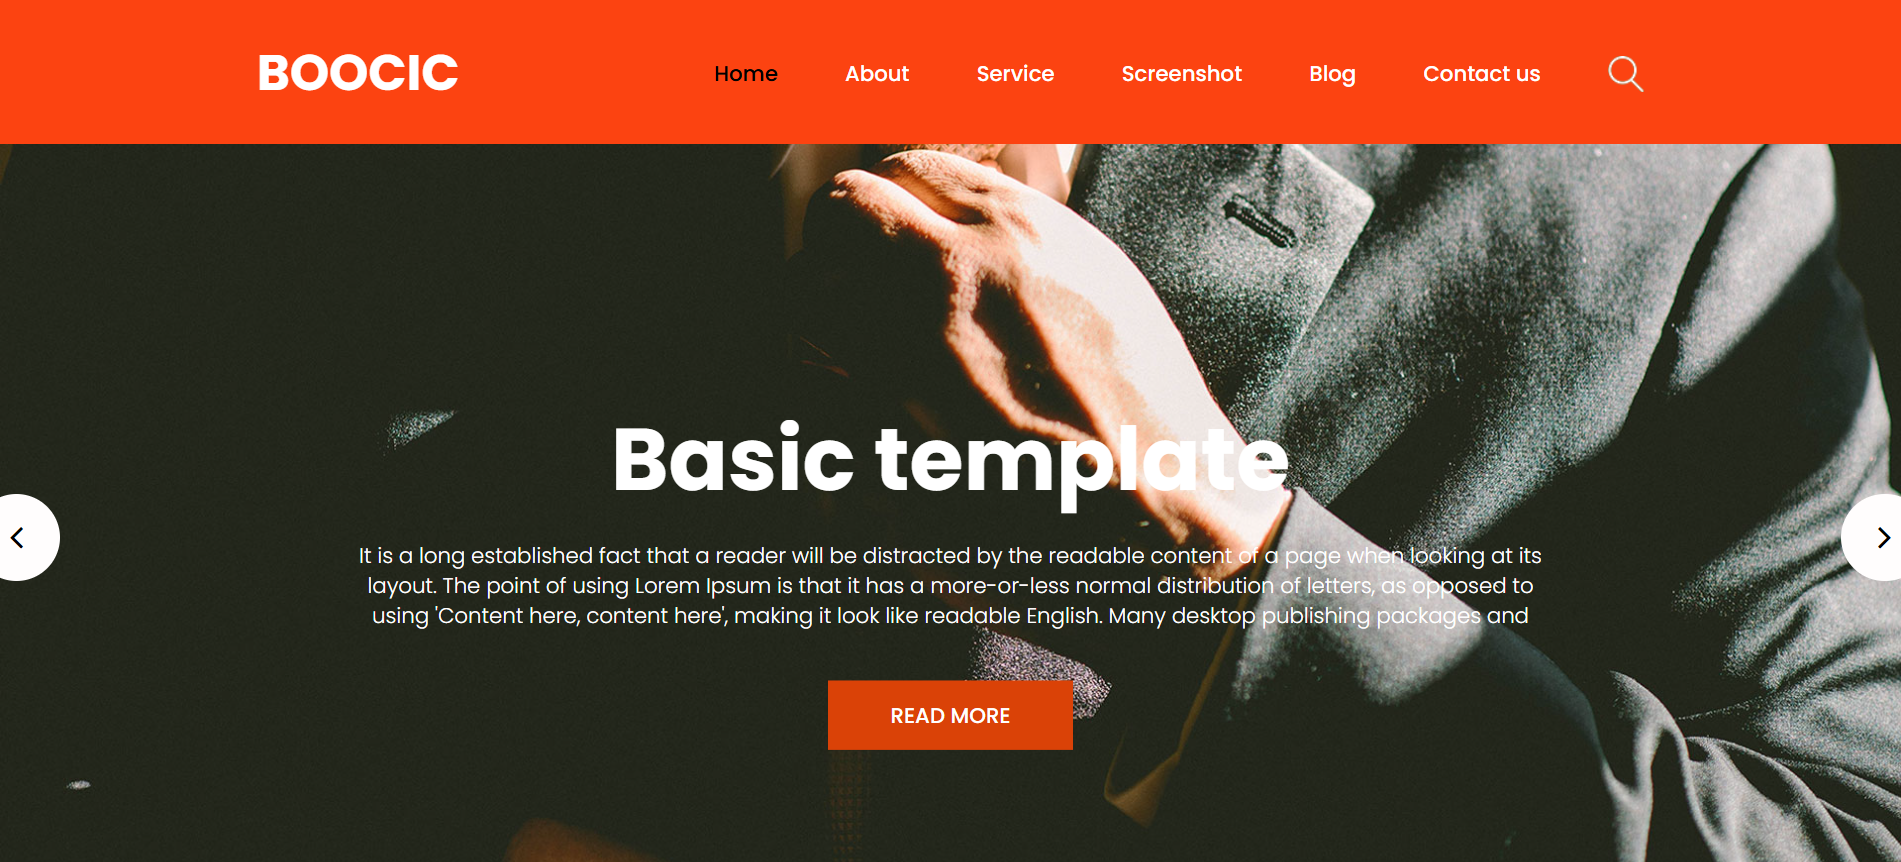 BOOCIC
Home About Service Screenshot Blog Contact us
Basic template
It is a long established fact that a reader will be distracted by the readable content of a page when looking at its
layout. The point of using Lorem Ipsum is that it has a more-or-less normal distribution of letters, as opposed to
using 'Content here, content here', making it look like readable English. Many desktop publishing packages and
READ MORE